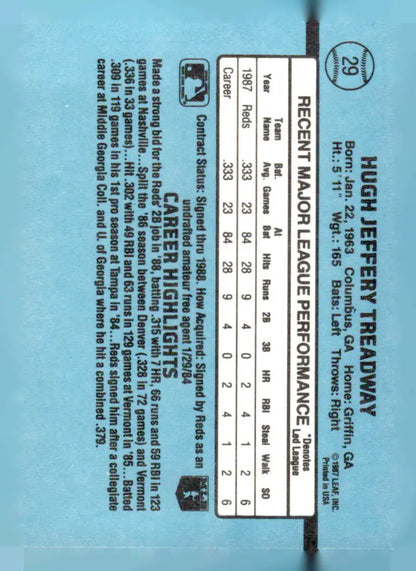 29
HUGH JEFFERY TREADWAY
Born: Jan. 22, 1963 Columbus, GA Home: Griffin, GA
Ht.: 5' 11" Wgt.: 165 Bats: Left Throws: Right
©1987 LEAF, INC.
Printed in USA
RECENT MAJOR LEAGUE PERFORMANCE *Denotes Led League
Year Team Name Bat. Avg. Games At Bat Hits Runs 2B 3B HR RBI Steal Walk SO
1987 Reds .333 23 84 28 9 4 0 2 4 1 2 6
Career .333 23 84 28 9 4 0 2 4 1 2 6
Contract Status: Signed thru 1988. How Acquired: Signed by Reds as an
undrafted amateur free agent 1/29/84
CAREER HIGHLIGHTS
Made a strong bid for the Reds' 2B job in '88, batting .315 with 7 HR, 66 runs and 59 RBI in 123
games at Nashville...Split the '86 season between Denver (.328 in 72 games) and Vermont
(.336 in 33 games)...Hit .302 with 49 RBI and 63 runs in 129 games at Vermont in '85...Batted
.309 in 119 games in his 1st pro season at Tampa in '84...Reds signed him after a collegiate
career at Middle Georgia Coll. and U. of Georgia where he hit a combined .379.